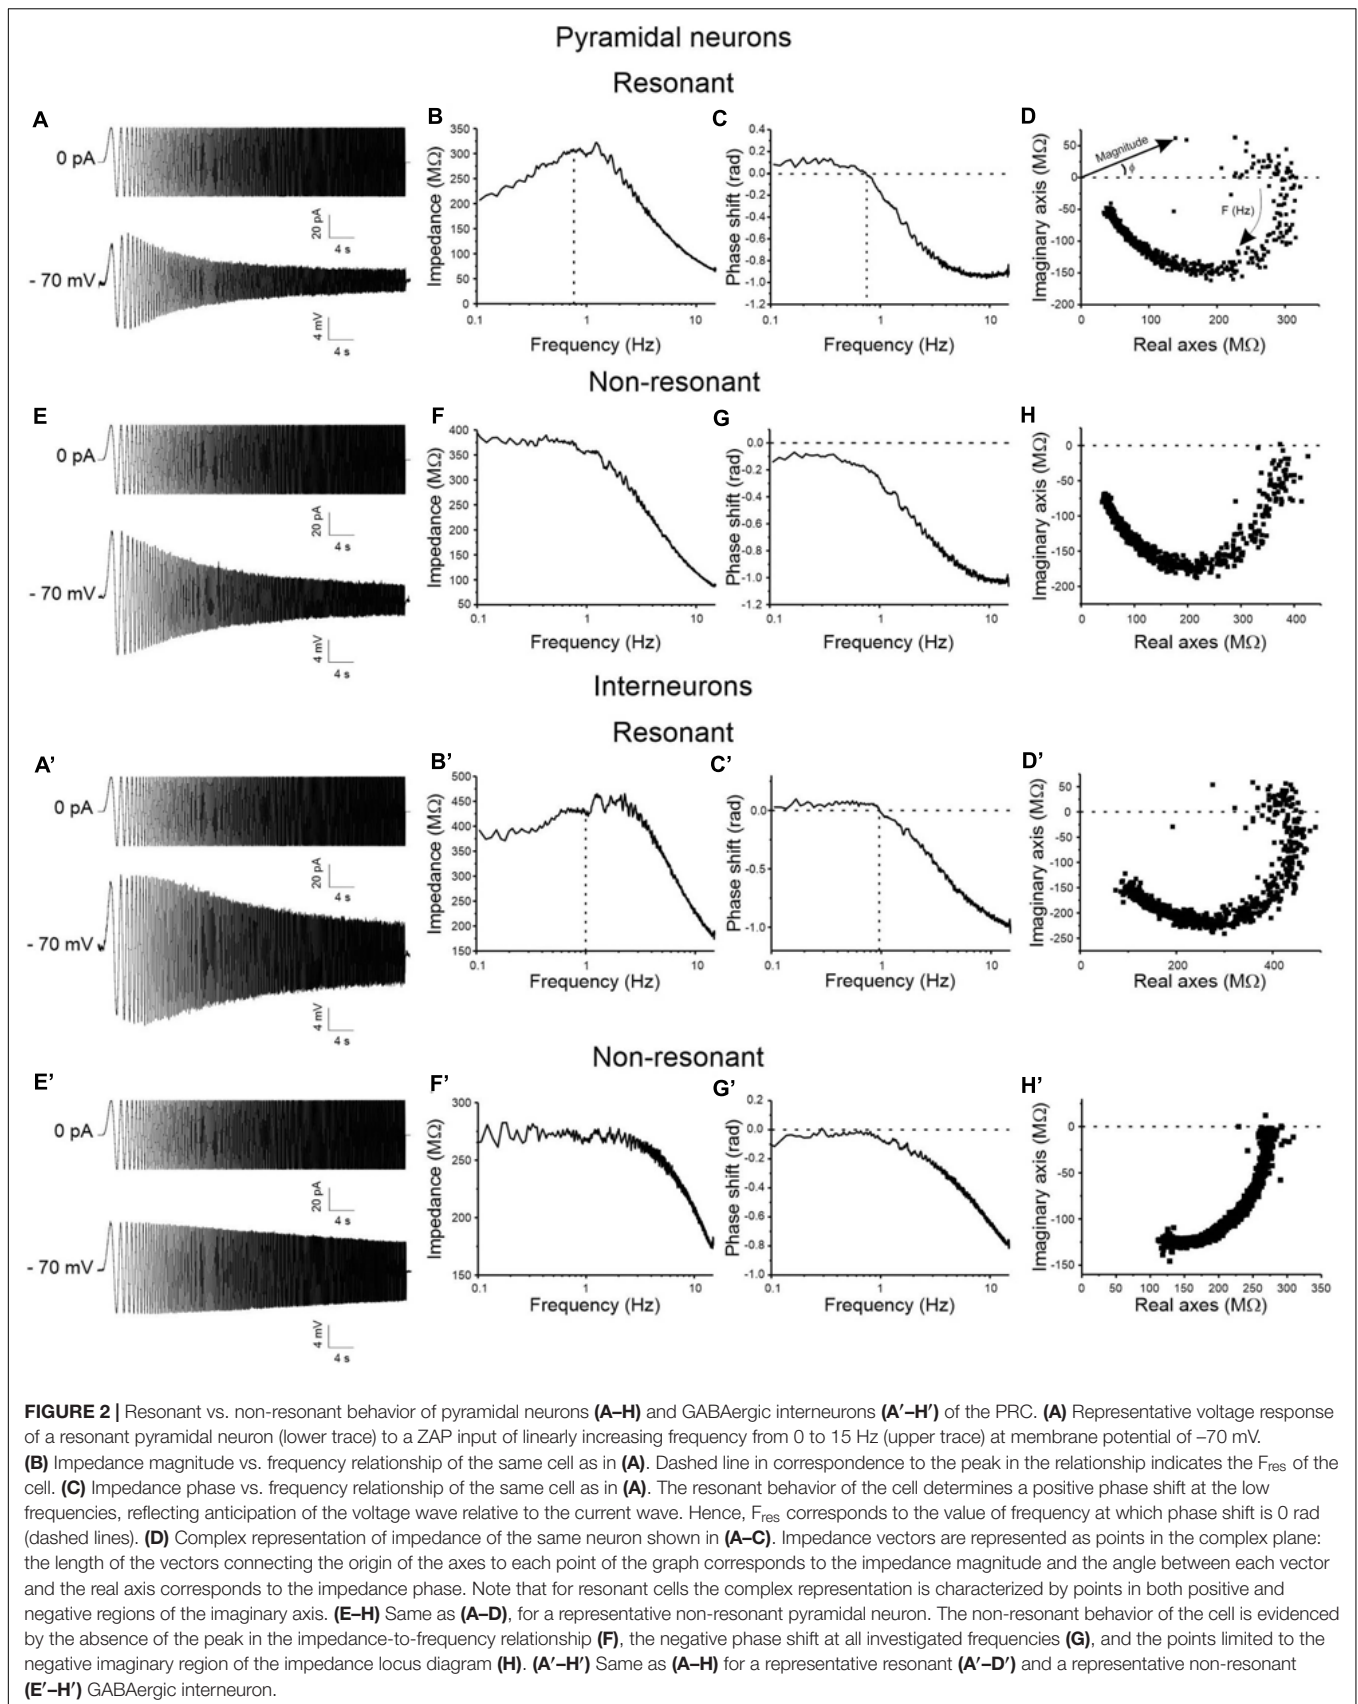 Pyramidal neurons
Resonant
A
0 pA
20 pA
4 s
- 70 mV
4 mV
4 s
B
Impedance (MΩ)
350
300
250
200
150
100
50
0
0.1 1 10
Frequency (Hz)
C
Phase shift (rad)
0.4
0.2
0.0
-0.2
-0.4
-0.6
-0.8
-1.0
-1.2
0.1 1 10
Frequency (Hz)
D
Imaginary axis (MΩ)
50
0
-50
-100
-150
-200
Magnitude
ϕ
F (Hz)
0 100 200 300
Real axes (MΩ)
Non-resonant
E
0 pA
20 pA
4 s
- 70 mV
4 mV
4 s
F
Impedance (MΩ)
400
350
300
250
200
150
100
50
0.1 1 10
Frequency (Hz)
G
Phase shift (rad)
0.0
-0.2
-0.4
-0.6
-0.8
-1.0
-1.2
0.1 1 10
Frequency (Hz)
H
Imaginary axis (MΩ)
0
-50
-100
-150
-200
0 100 200 300 400
Real axes (MΩ)
Interneurons
Resonant
A’
0 pA
20 pA
4 s
- 70 mV
4 mV
4 s
B’
Impedance (MΩ)
500
450
400
350
300
250
200
150
0.1 1 10
Frequency (Hz)
C’
Phase shift (rad)
0.0
-0.5
-1.0
0.1 1 10
Frequency (Hz)
D’
Imaginary axis (MΩ)
50
0
-50
-100
-150
-200
-250
0 200 400
Real axes (MΩ)
Non-resonant
E’
0 pA
20 pA
4 s
- 70 mV
4 mV
4 s
F’
Impedance (MΩ)
300
250
200
150
0.1 1 10
Frequency (Hz)
G’
Phase shift (rad)
0.2
0.0
-0.2
-0.4
-0.6
-0.8
-1.0
0.1 1 10
Frequency (Hz)
H’
Imaginary axis (MΩ)
0
-50
-100
-150
0 50 100 150 200 250 300 350
Real axes (MΩ)
FIGURE 2 | Resonant vs. non-resonant behavior of pyramidal neurons (A–H) and GABAergic interneurons (A′–H′) of the PRC. (A) Representative voltage response
of a resonant pyramidal neuron (lower trace) to a ZAP input of linearly increasing frequency from 0 to 15 Hz (upper trace) at membrane potential of –70 mV.
(B) Impedance magnitude vs. frequency relationship of the same cell as in (A). Dashed line in correspondence to the peak in the relationship indicates the Fres of the
cell. (C) Impedance phase vs. frequency relationship of the same cell as in (A). The resonant behavior of the cell determines a positive phase shift at the low
frequencies, reflecting anticipation of the voltage wave relative to the current wave. Hence, Fres corresponds to the value of frequency at which phase shift is 0 rad
(dashed lines). (D) Complex representation of impedance of the same neuron shown in (A–C). Impedance vectors are represented as points in the complex plane:
the length of the vectors connecting the origin of the axes to each point of the graph corresponds to the impedance magnitude and the angle between each vector
and the real axis corresponds to the impedance phase. Note that for resonant cells the complex representation is characterized by points in both positive and
negative regions of the imaginary axis. (E–H) Same as (A–D), for a representative non-resonant pyramidal neuron. The non-resonant behavior of the cell is evidenced
by the absence of the peak in the impedance-to-frequency relationship (F), the negative phase shift at all investigated frequencies (G), and the points limited to the
negative imaginary region of the impedance locus diagram (H). (A′–H′) Same as (A–H) for a representative resonant (A′–D′) and a representative non-resonant
(E′–H′) GABAergic interneuron.